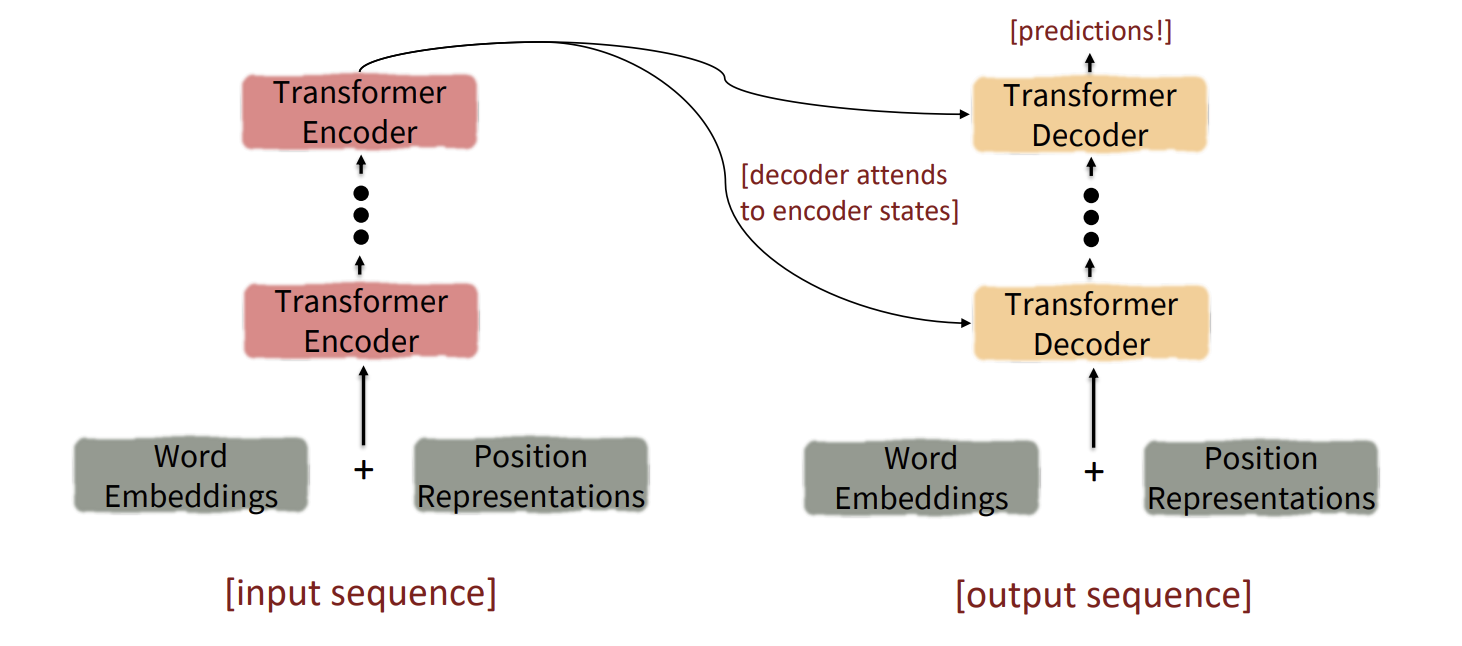 [predictions!]
Transformer
Encoder
Transformer
Decoder
[decoder attends
to encoder states]
Transformer
Encoder
Transformer
Decoder
Word
Embeddings
+
Position
Representations
Word
Embeddings
+
Position
Representations
[input sequence]
[output sequence]